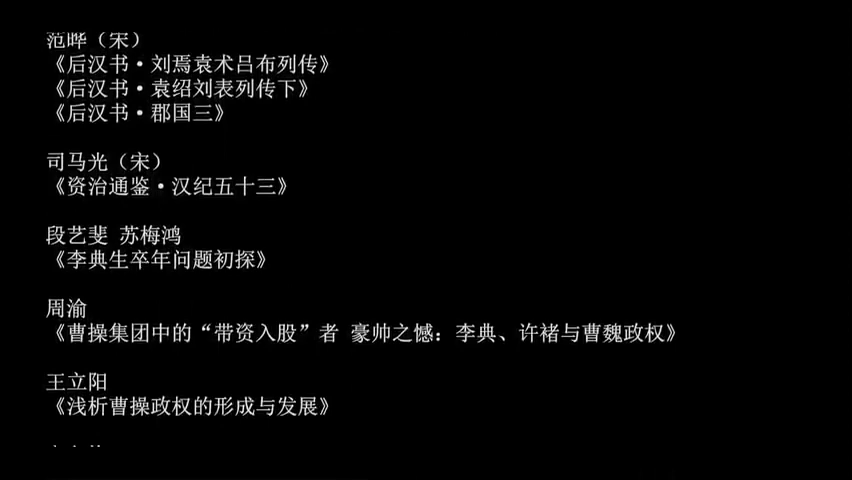 范晔（宋）
《后汉书·刘焉袁术吕布列传》
《后汉书·袁绍刘表列传下》
《后汉书·郡国三》
司马光（宋）
《资治通鉴·汉纪五十三》
段艺斐 苏梅鸿
《李典生卒年问题初探》
周渝
《曹操集团中的“带资入股”者 豪帅之憾：李典、许褚与曹魏政权》
王立阳
《浅析曹操政权的形成与发展》